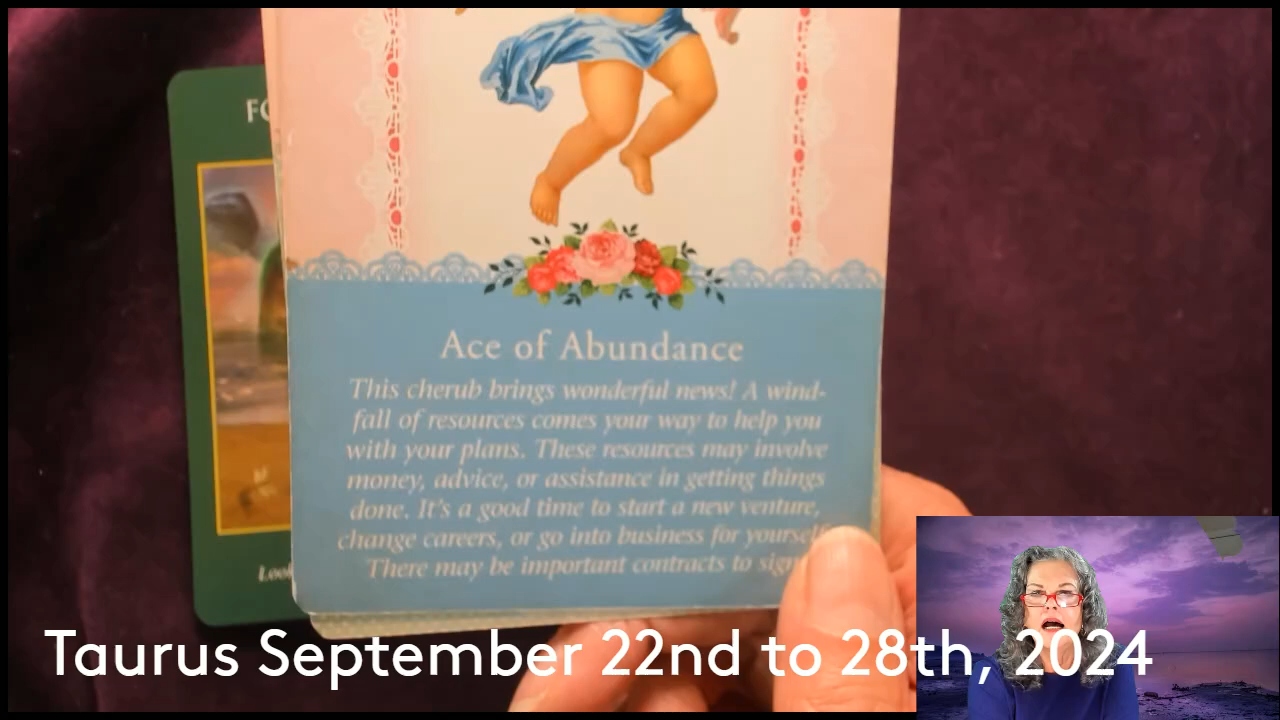 Ace of Abundance
This cherub brings wonderful news! A wind-
fall of resources comes your way to help you
with your plans. These resources may involve
money, advice, or assistance in getting things
done. It's a good time to start a new venture,
change careers, or go into business for yourself.
There may be important contracts to sign
Taurus September 22nd to 28th, 2024